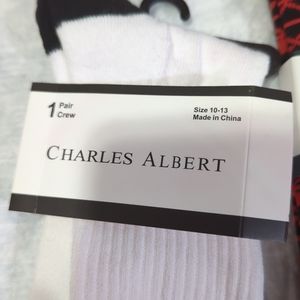 1 Pair Crew
Size 10-13
Made in China
CHARLES ALBERT